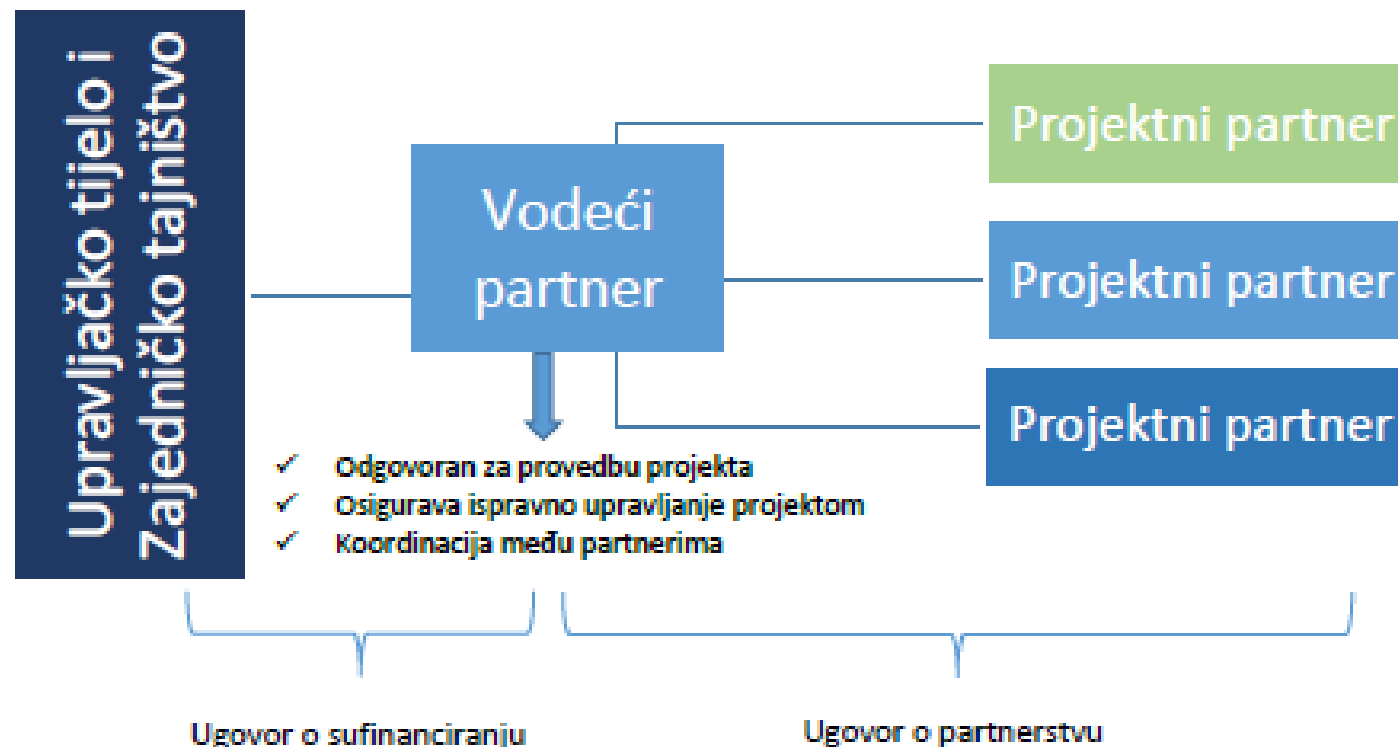 Upravljačko tijelo i
Zajedničko tajništvo
Vodeći
partner
Projektni partner
Projektni partner
Projektni partner
✓ Odgovoran za provedbu projekta
✓ Osigurava ispravno upravljanje projektom
✓ Koordinacija među partnerima
Ugovor o sufinanciranju
Ugovor o partnerstvu